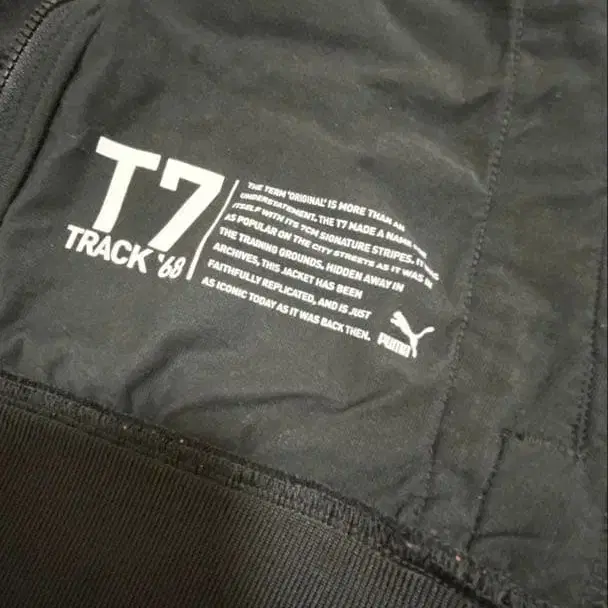 T7
TRACK '68
THE TERM 'ORIGINAL' IS MORE THAN AN
UNDERSTATEMENT. THE T7 MADE A NAME FOR
ITSELF WITH ITS 7CM SIGNATURE STRIPES. IT WAS
AS POPULAR ON THE CITY STREETS AS IT WAS IN
THE TRAINING GROUNDS. HIDDEN AWAY IN
ARCHIVES, THIS JACKET HAS BEEN
FAITHFULLY REPLICATED, AND IS JUST
AS ICONIC TODAY AS IT WAS BACK THEN.
PUMA